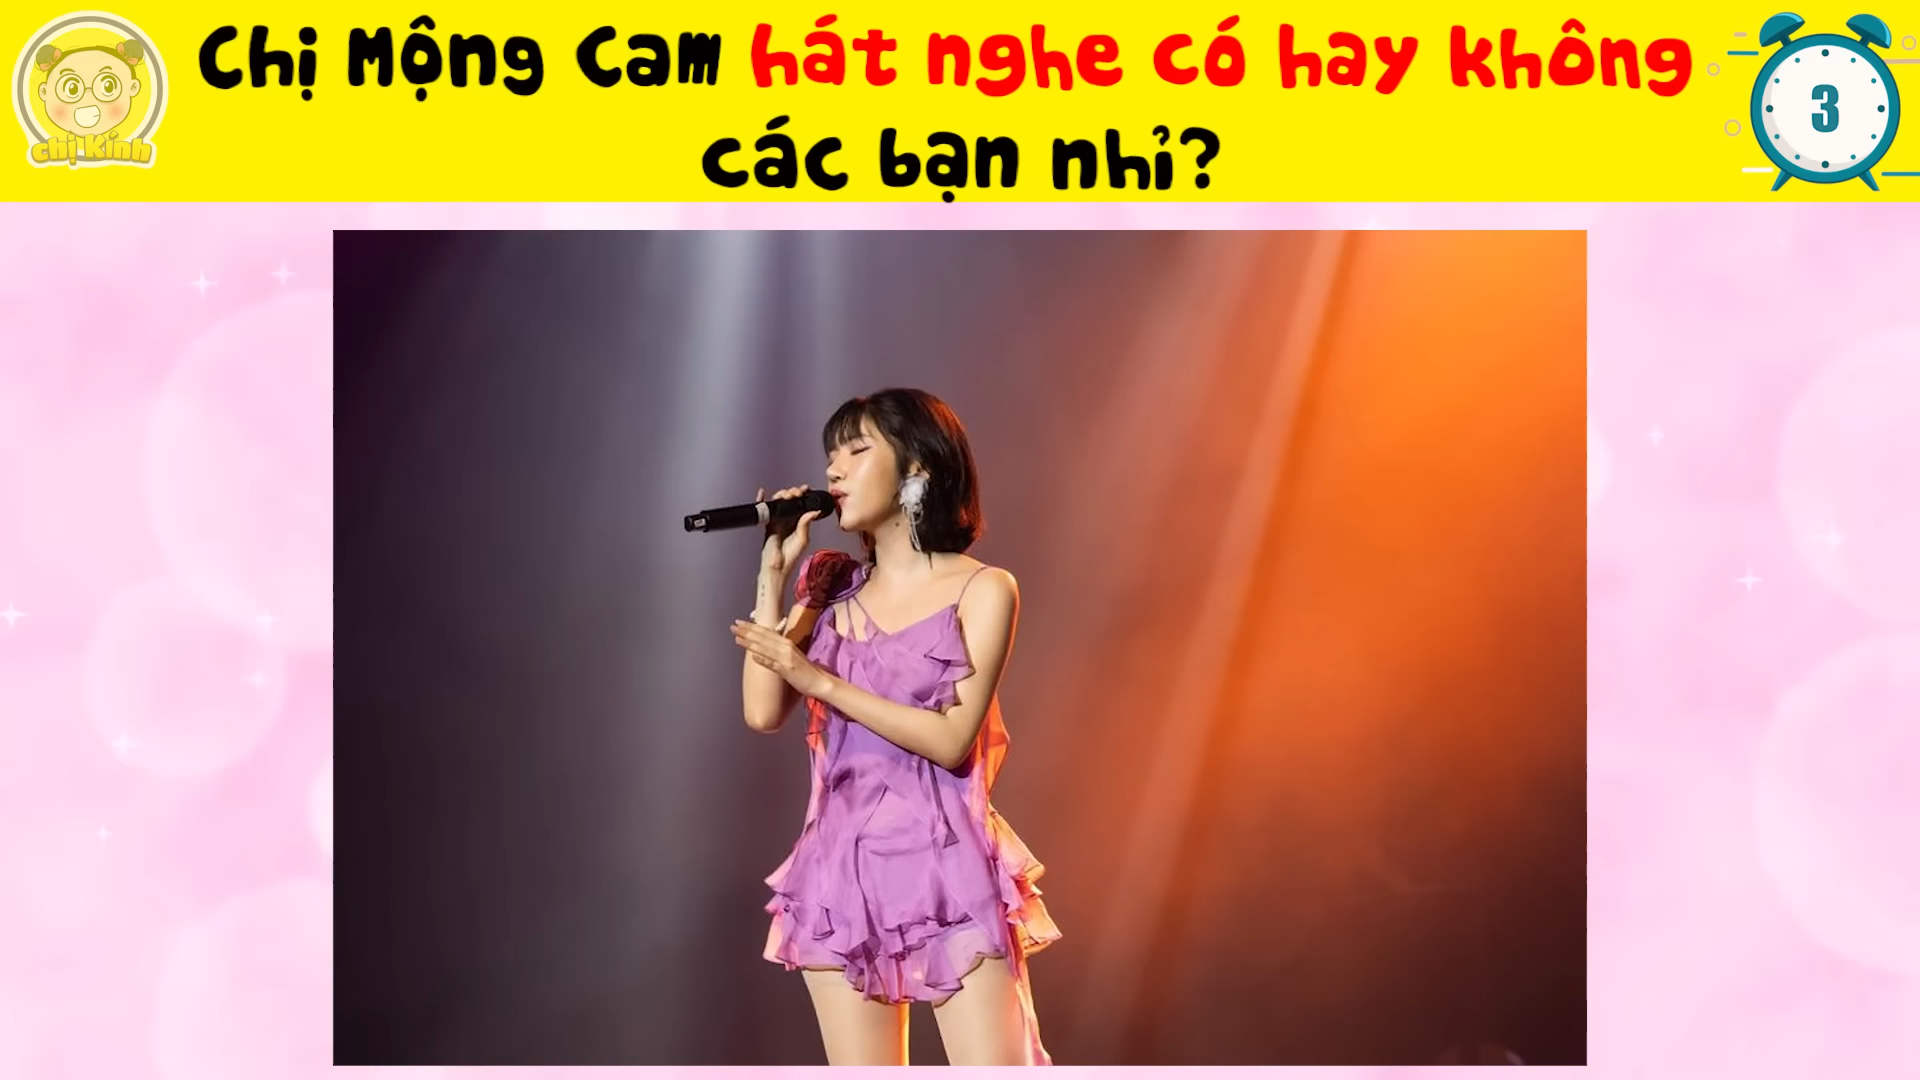 Chị Mộng Cam hát nghe có hay không
các bạn nhỉ?
chị Kính
3